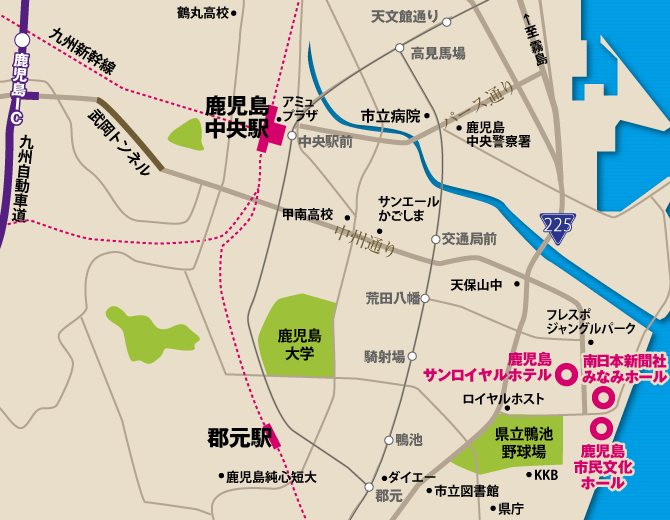 鶴丸高校
天文館通り
↑至霧島
九州新幹線
高見馬場
鹿児島IC
鹿児島
中央駅
アミュ
プラザ
パース通り
市立病院
武岡トンネル
中央駅前
鹿児島
中央警察署
九州自動車道
サンエール
かごしま
甲南高校
225
中州通り
交通局前
天保山中
荒田八幡
フレスポ
ジャングルパーク
鹿児島
大学
騎射場
鹿児島
サンロイヤルホテル
南日本新聞社
みなみホール
ロイヤルホスト
郡元駅
鴨池
県立鴨池
野球場
鹿児島
市民文化
ホール
鹿児島純心短大
ダイエー
KKB
郡元
市立図書館
県庁